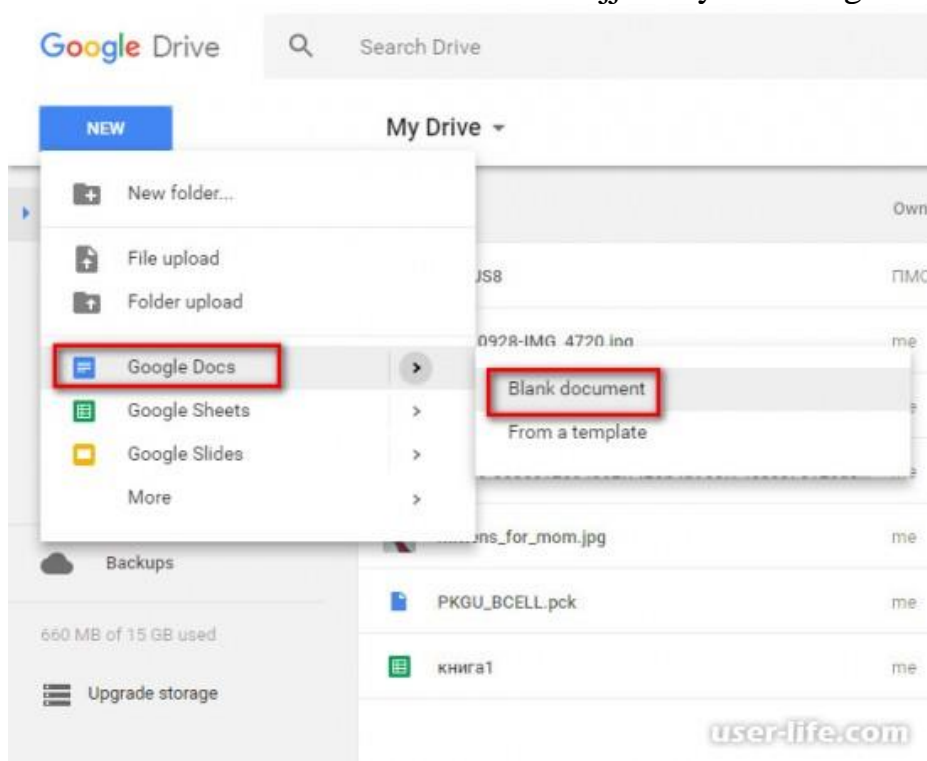 Google Drive Search Drive
NEW My Drive
New folder...
Own
File upload
JS8 ПМС
Folder upload
0928-IMG_4720.jpg me
Google Docs
Blank document
Google Sheets
From a template
Google Slides
More
ens_for_mom.jpg me
Backups
PKGU_BCELL.pck me
660 MB of 15 GB used
книга1 me
Upgrade storage
user-life.com